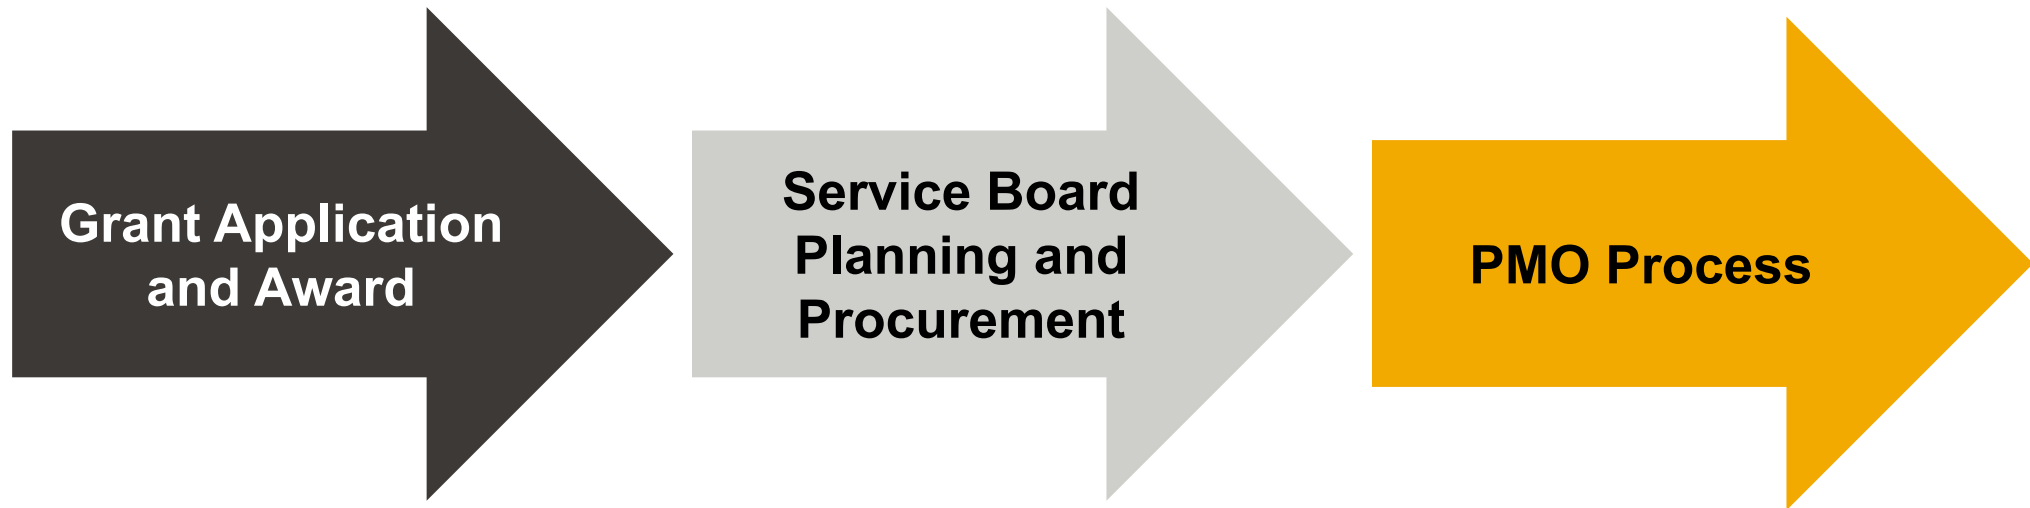 Grant Application
and Award
Service Board
Planning and
Procurement
PMO Process